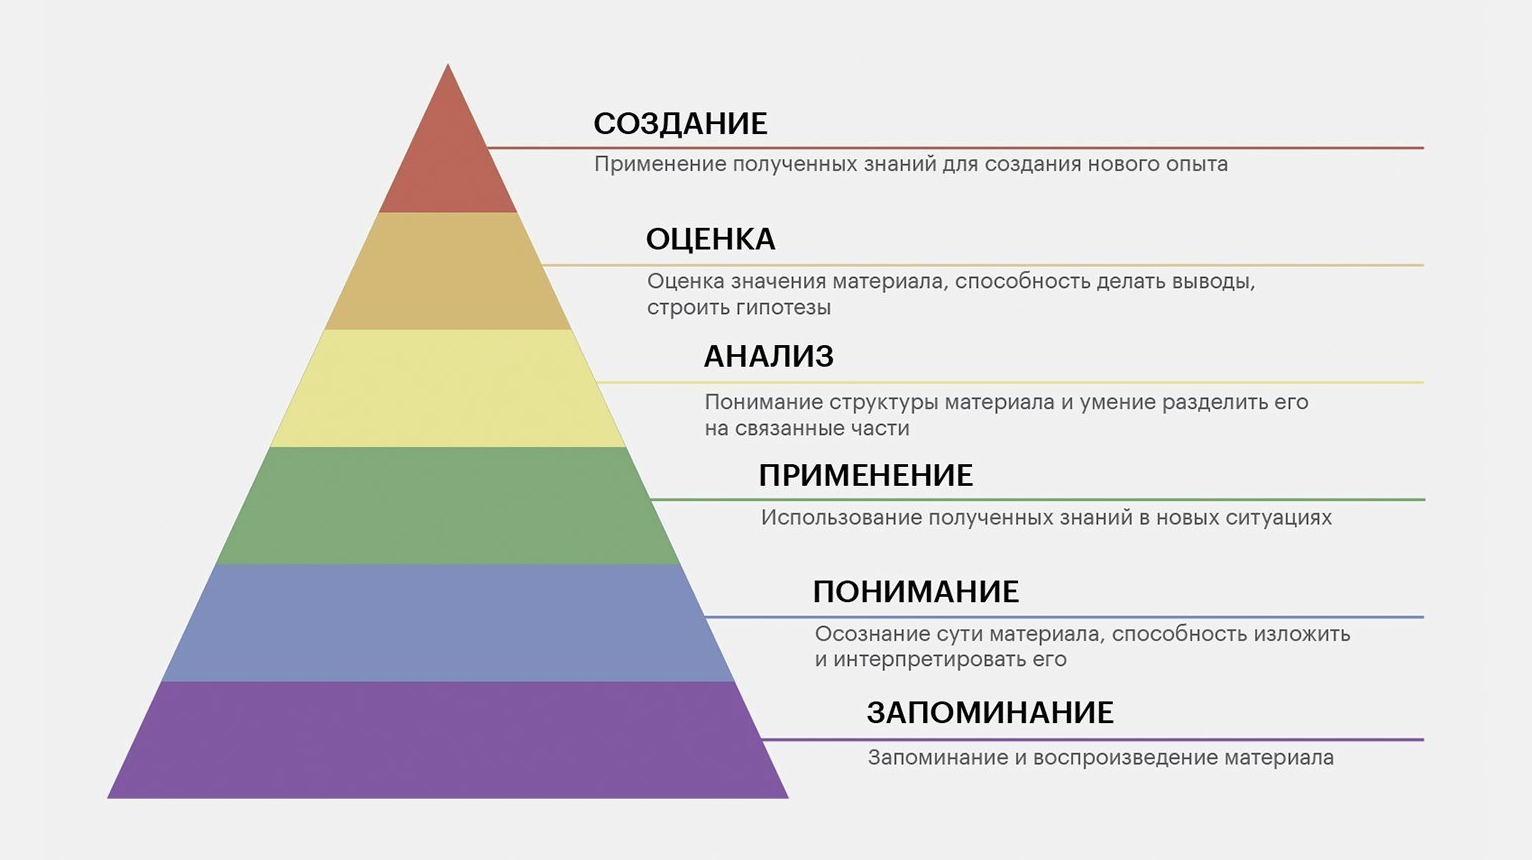 СОЗДАНИЕ
Применение полученных знаний для создания нового опыта
ОЦЕНКА
Оценка значения материала, способность делать выводы,
строить гипотезы
АНАЛИЗ
Понимание структуры материала и умение разделить его
на связанные части
ПРИМЕНЕНИЕ
Использование полученных знаний в новых ситуациях
ПОНИМАНИЕ
Осознание сути материала, способность изложить
и интерпретировать его
ЗАПОМИНАНИЕ
Запоминание и воспроизведение материала